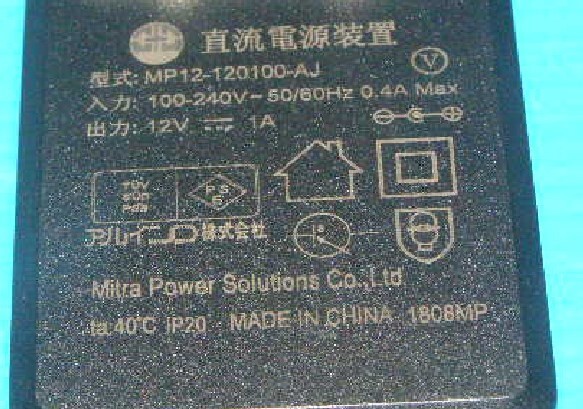 直流電源装置
型式: MP12-120100-AJ
V
入力: 100-240V~50/60Hz 0.4A Max
出力: 12V ⎓ 1A
PS
E
株式会社
Mitra Power Solutions Co.,Ltd
ta:40℃ IP20 MADE IN CHINA 1808MP